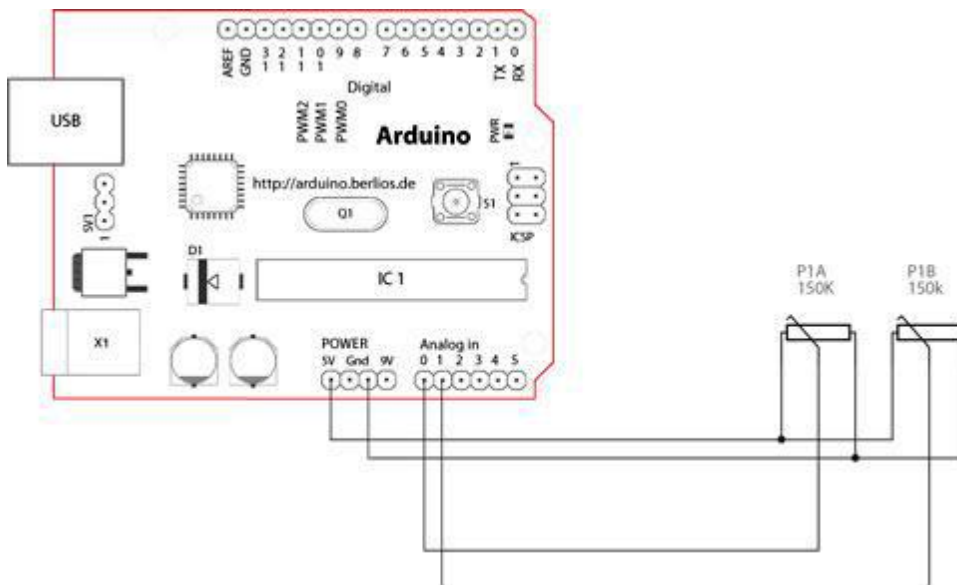 AREF GND 13 12 11 10 9 8 7 6 5 4 3 2 1 0
TX RX
Digital
PWM2 PWM1 PWM0
Arduino
PWR
USB
http://arduino.berlios.de
1
S1
Q1
ICSP
SV1
1
D1
IC 1
X1
POWER
5V Gnd 9V
Analog in
0 1 2 3 4 5
P1A
150K
P1B
150k